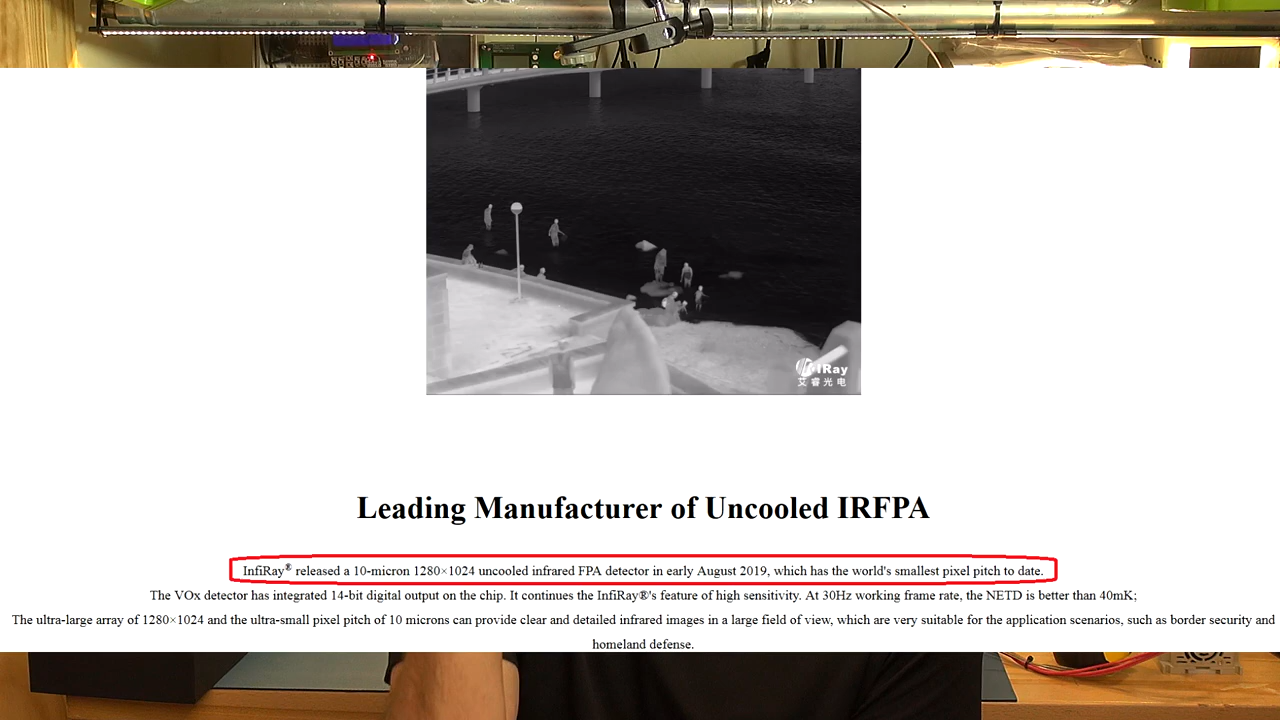 IRay
艾睿光电
Leading Manufacturer of Uncooled IRFPA
InfiRay® released a 10-micron 1280×1024 uncooled infrared FPA detector in early August 2019, which has the world's smallest pixel pitch to date.
The VOx detector has integrated 14-bit digital output on the chip. It continues the InfiRay®'s feature of high sensitivity. At 30Hz working frame rate, the NETD is better than 40mK;
The ultra-large array of 1280×1024 and the ultra-small pixel pitch of 10 microns can provide clear and detailed infrared images in a large field of view, which are very suitable for the application scenarios, such as border security and
homeland defense.